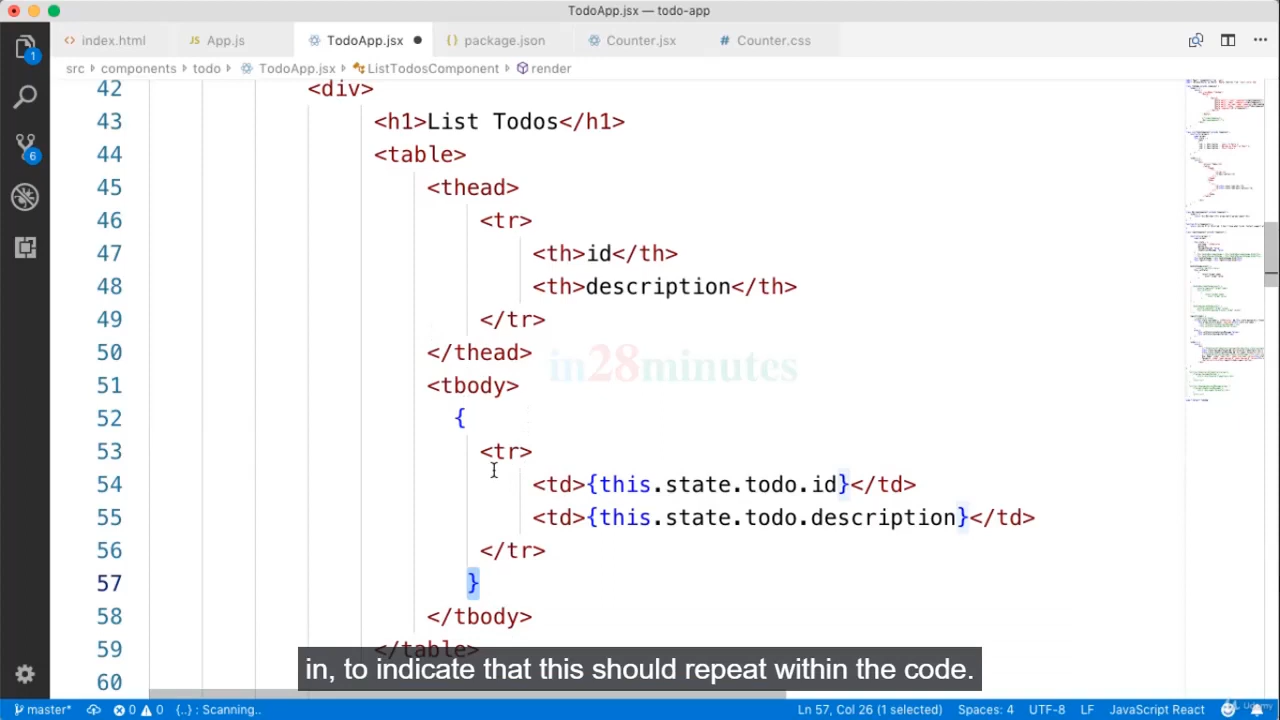 TodoApp.jsx — todo-app
index.html
App.js
TodoApp.jsx
package.json
Counter.jsx
Counter.css
src
components
todo
TodoApp.jsx
ListTodosComponent
render
1
6
42 <div>
43 <h1>List Todos</h1>
44 <table>
45 <thead>
46 <tr>
47 <th>id</th>
48 <th>description</th>
49 </tr>
50 </thead>
51 <tbody>
52 {
53 <tr>
54 <td>{this.state.todo.id}</td>
55 <td>{this.state.todo.description}</td>
56 </tr>
57 }
58 </tbody>
59 </table>
60
in28minutes
in, to indicate that this should repeat within the code.
master* 0 0 {..} : Scanning.. Ln 57, Col 26 (1 selected) Spaces: 4 UTF-8 LF JavaScript React
Udemy